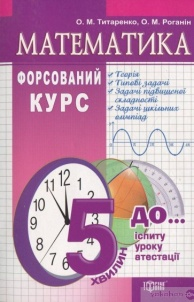 О. М. Титаренко, О. М. Роганін
МАТЕМАТИКА
ФОРСОВАНИЙ
КУРС
Теорія
Типові задачі
Задачі підвищеної
складності
Задачі шкільних
олімпіад
5
ХВИЛИН
до...
іспиту
уроку
атестації